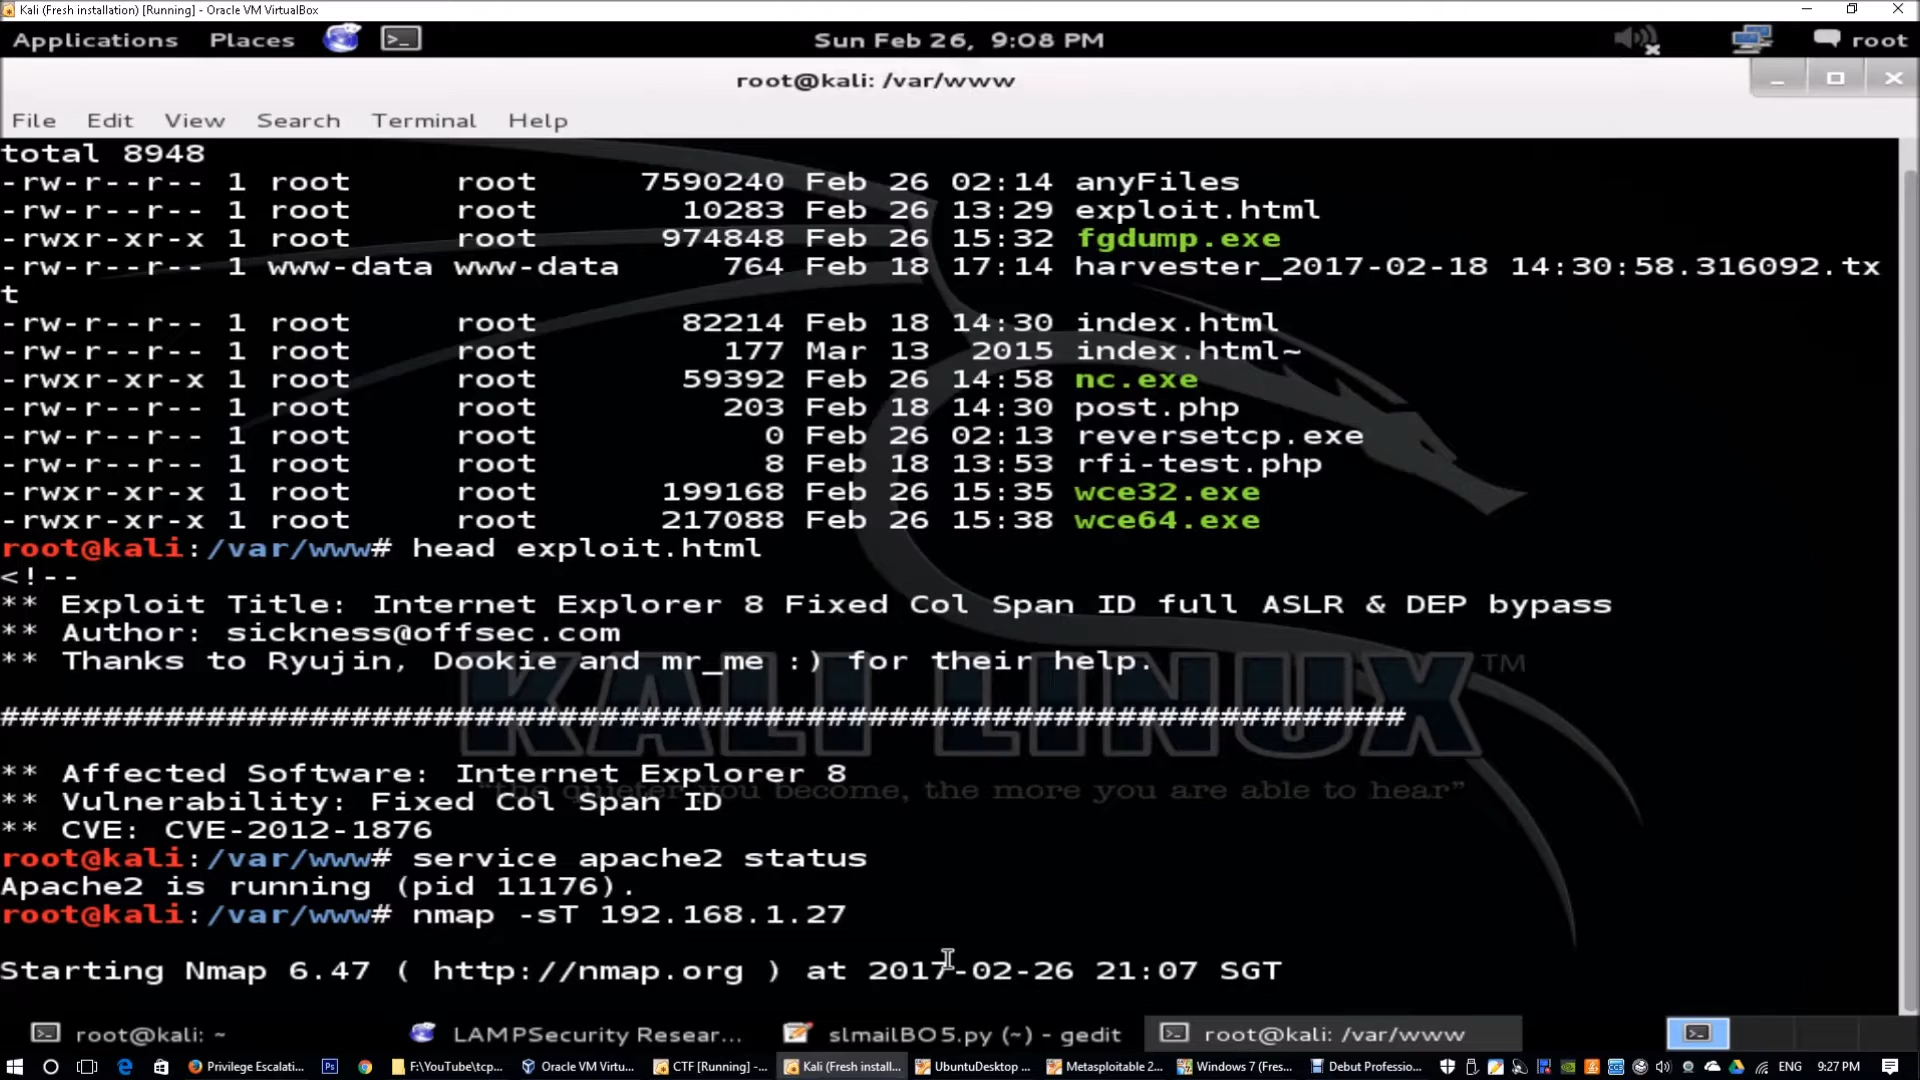 Kali (Fresh installation) [Running] - Oracle VM VirtualBox
Applications Places Sun Feb 26, 9:08 PM root
root@kali: /var/www
File Edit View Search Terminal Help
total 8948
-rw-r--r-- 1 root root 7590240 Feb 26 02:14 anyFiles
-rw-r--r-- 1 root root 10283 Feb 26 13:29 exploit.html
-rwxr-xr-x 1 root root 974848 Feb 26 15:32 fgdump.exe
-rw-r--r-- 1 www-data www-data 764 Feb 18 17:14 harvester_2017-02-18 14:30:58.316092.tx
t
-rw-r--r-- 1 root root 82214 Feb 18 14:30 index.html
-rw-r--r-- 1 root root 177 Mar 13 2015 index.html~
-rwxr-xr-x 1 root root 59392 Feb 26 14:58 nc.exe
-rw-r--r-- 1 root root 203 Feb 18 14:30 post.php
-rw-r--r-- 1 root root 0 Feb 26 02:13 reversetcp.exe
-rw-r--r-- 1 root root 8 Feb 18 13:53 rfi-test.php
-rwxr-xr-x 1 root root 199168 Feb 26 15:35 wce32.exe
-rwxr-xr-x 1 root root 217088 Feb 26 15:38 wce64.exe
root@kali:/var/www# head exploit.html
<!--
** Exploit Title: Internet Explorer 8 Fixed Col Span ID full ASLR & DEP bypass
** Author: sickness@offsec.com
** Thanks to Ryujin, Dookie and mr_me :) for their help.
KALI LINUX™
####################################################################
** Affected Software: Internet Explorer 8
"the quieter you become, the more you are able to hear"
** Vulnerability: Fixed Col Span ID
** CVE: CVE-2012-1876
root@kali:/var/www# service apache2 status
Apache2 is running (pid 11176).
root@kali:/var/www# nmap -sT 192.168.1.27
Starting Nmap 6.47 ( http://nmap.org ) at 2017-02-26 21:07 SGT
root@kali: ~ LAMPSecurity Resear... slmailBO5.py (~) - gedit root@kali: /var/www
Privilege Escalati... F:\YouTube\tcp... Oracle VM Virtu... CTF [Running] -... Kali (Fresh install... UbuntuDesktop ... Metasploitable 2... Windows 7 (Fres... Debut Professio... ENG 9:27 PM